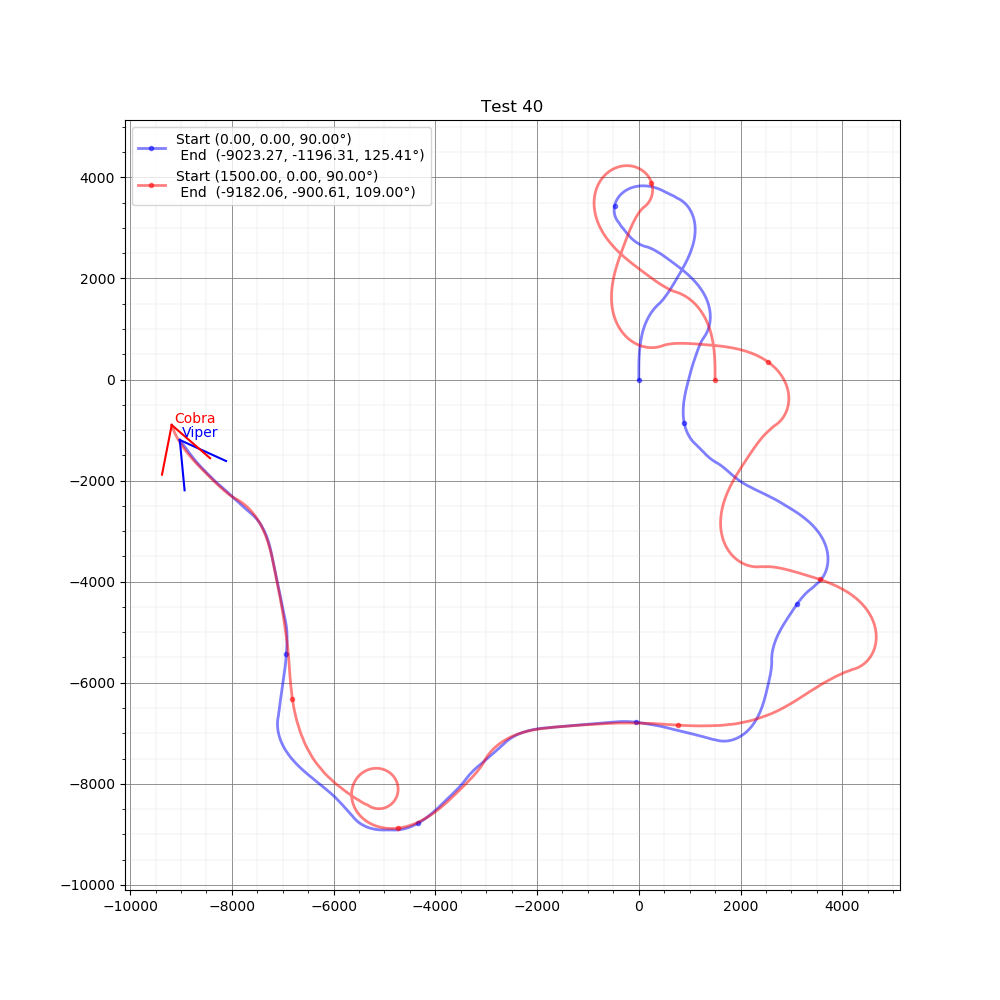 Test 40
Start (0.00, 0.00, 90.00°)
End  (-9023.27, -1196.31, 125.41°)
Start (1500.00, 0.00, 90.00°)
End  (-9182.06, -900.61, 109.00°)
4000
2000
0
−2000
−4000
−6000
−8000
−10000
Cobra
Viper
−10000 −8000 −6000 −4000 −2000 0 2000 4000